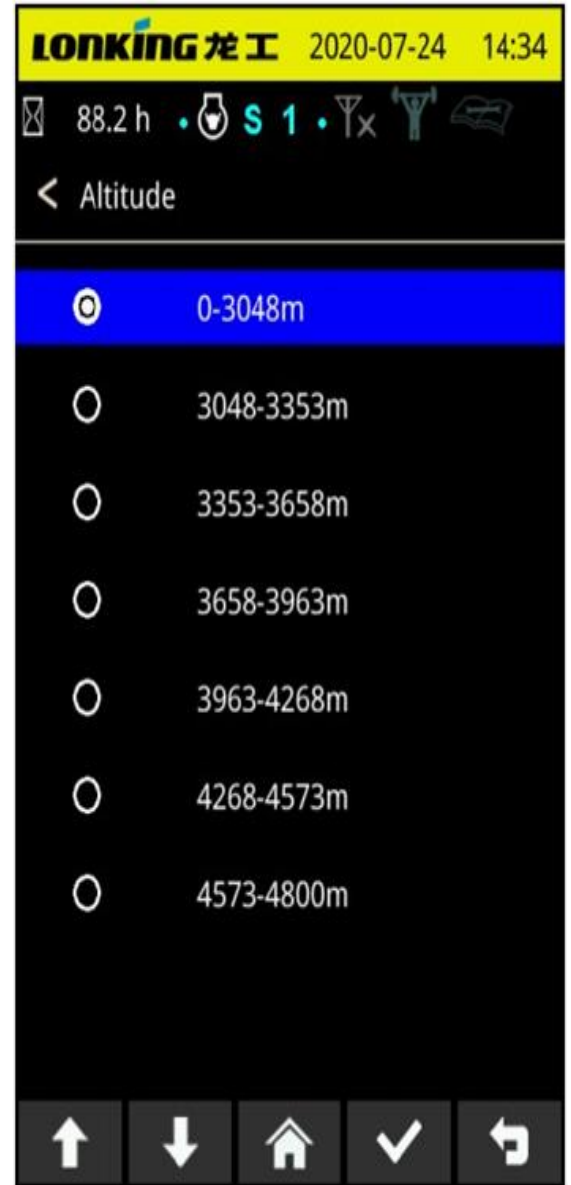 LONKING龙工 2020-07-24 14:34
88.2 h S 1
< Altitude
0-3048m
3048-3353m
3353-3658m
3658-3963m
3963-4268m
4268-4573m
4573-4800m